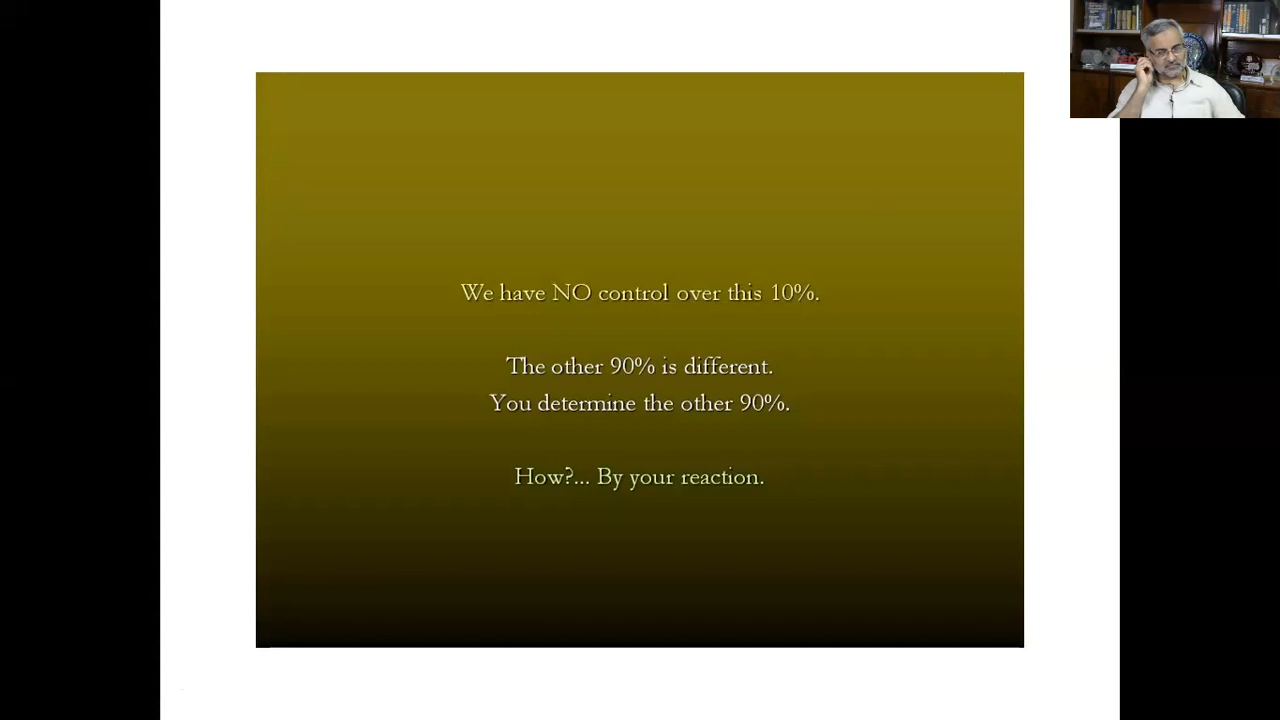 We have NO control over this 10%.
The other 90% is different.
You determine the other 90%.
How?... By your reaction.